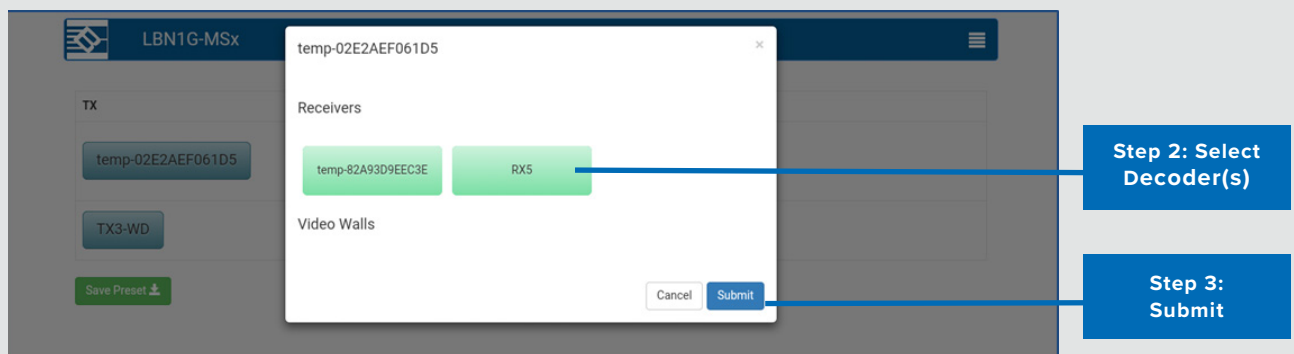 LBN1G-MSx
temp-02E2AEF061D5
×
TX
Receivers
temp-02E2AEF061D5
temp-82A93D9EEC3E
RX5
Step 2: Select
Decoder(s)
TX3-WD
Video Walls
Save Preset
Cancel
Submit
Step 3:
Submit